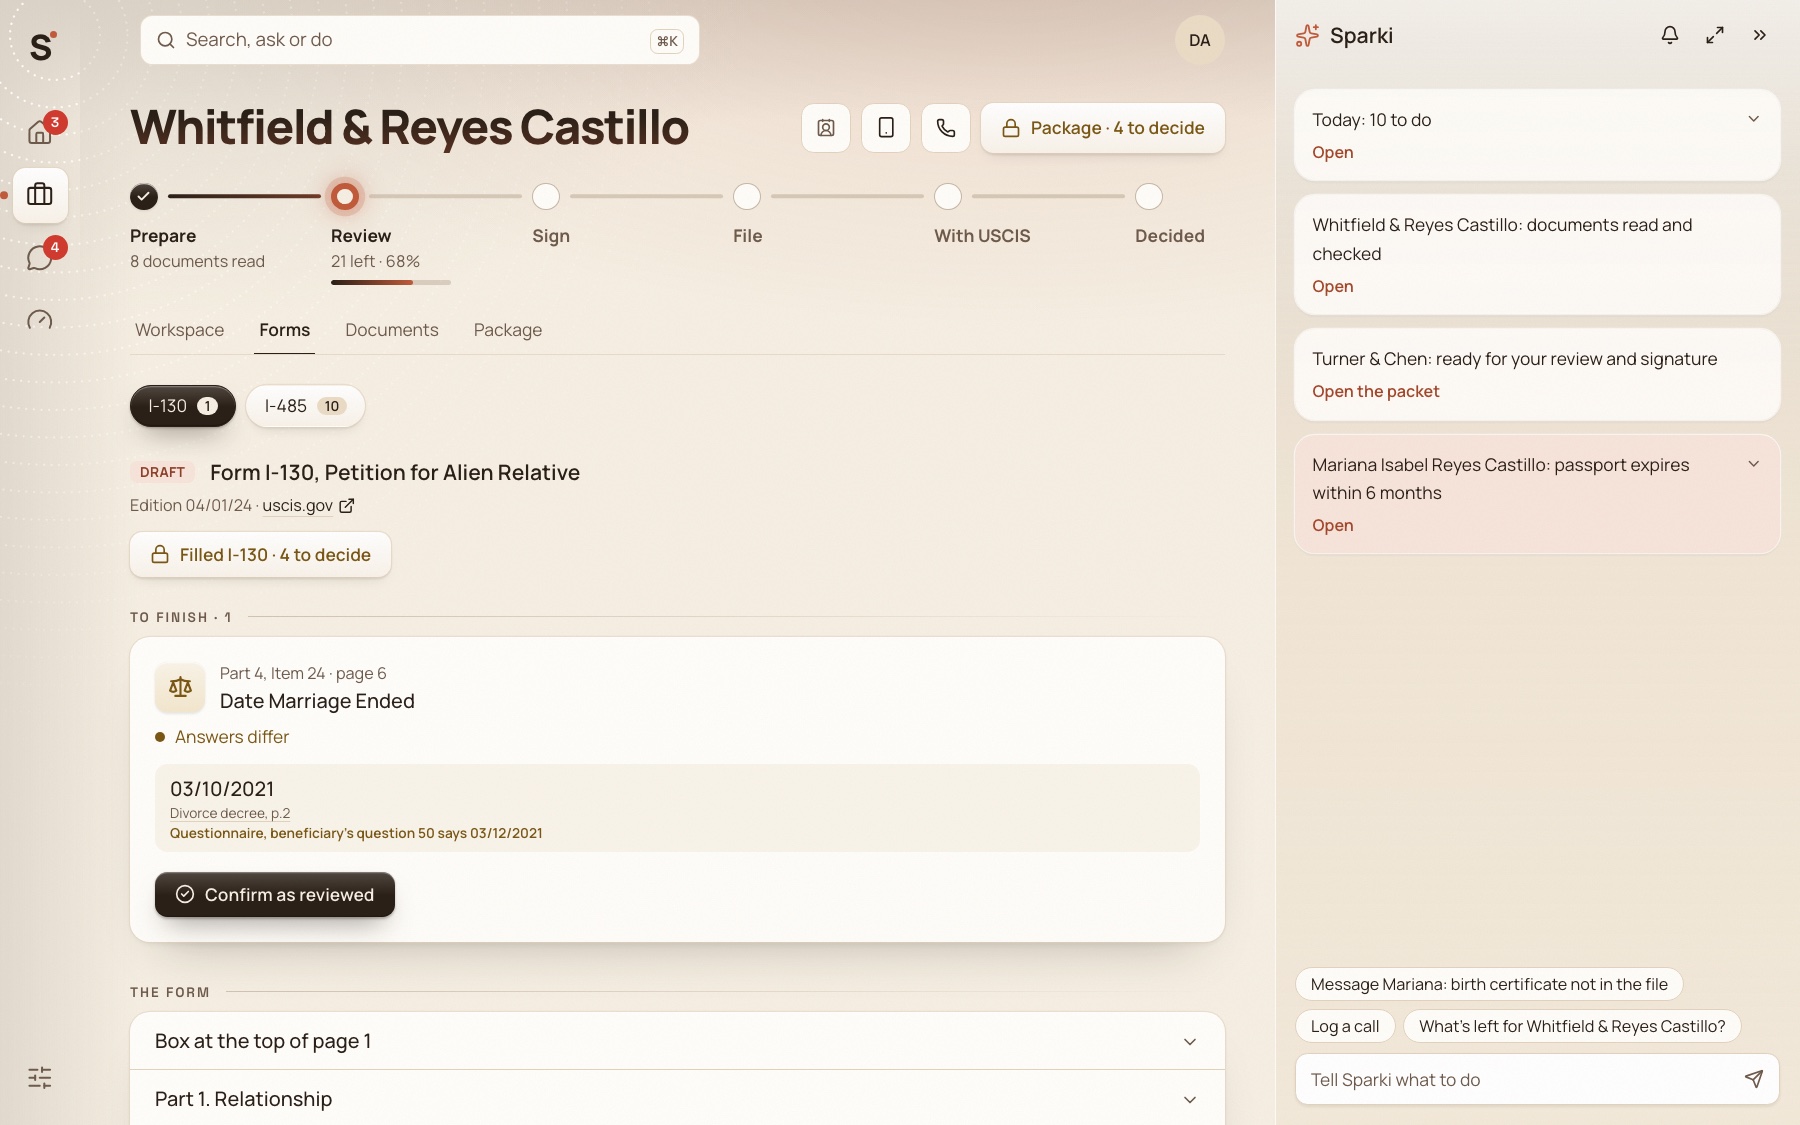 S
Search, ask or do
⌘K
DA
3
4
Whitfield & Reyes Castillo
Package · 4 to decide
Prepare
8 documents read
Review
21 left · 68%
Sign
File
With USCIS
Decided
Workspace
Forms
Documents
Package
I-130 1
I-485 10
DRAFT
Form I-130, Petition for Alien Relative
Edition 04/01/24 · uscis.gov
Filled I-130 · 4 to decide
TO FINISH · 1
Part 4, Item 24 · page 6
Date Marriage Ended
Answers differ
03/10/2021
Divorce decree, p.2
Questionnaire, beneficiary's question 50 says 03/12/2021
Confirm as reviewed
THE FORM
Box at the top of page 1
Part 1. Relationship
Sparki
Today: 10 to do
Open
Whitfield & Reyes Castillo: documents read and
checked
Open
Turner & Chen: ready for your review and signature
Open the packet
Mariana Isabel Reyes Castillo: passport expires
within 6 months
Open
Message Mariana: birth certificate not in the file
Log a call
What's left for Whitfield & Reyes Castillo?
Tell Sparki what to do